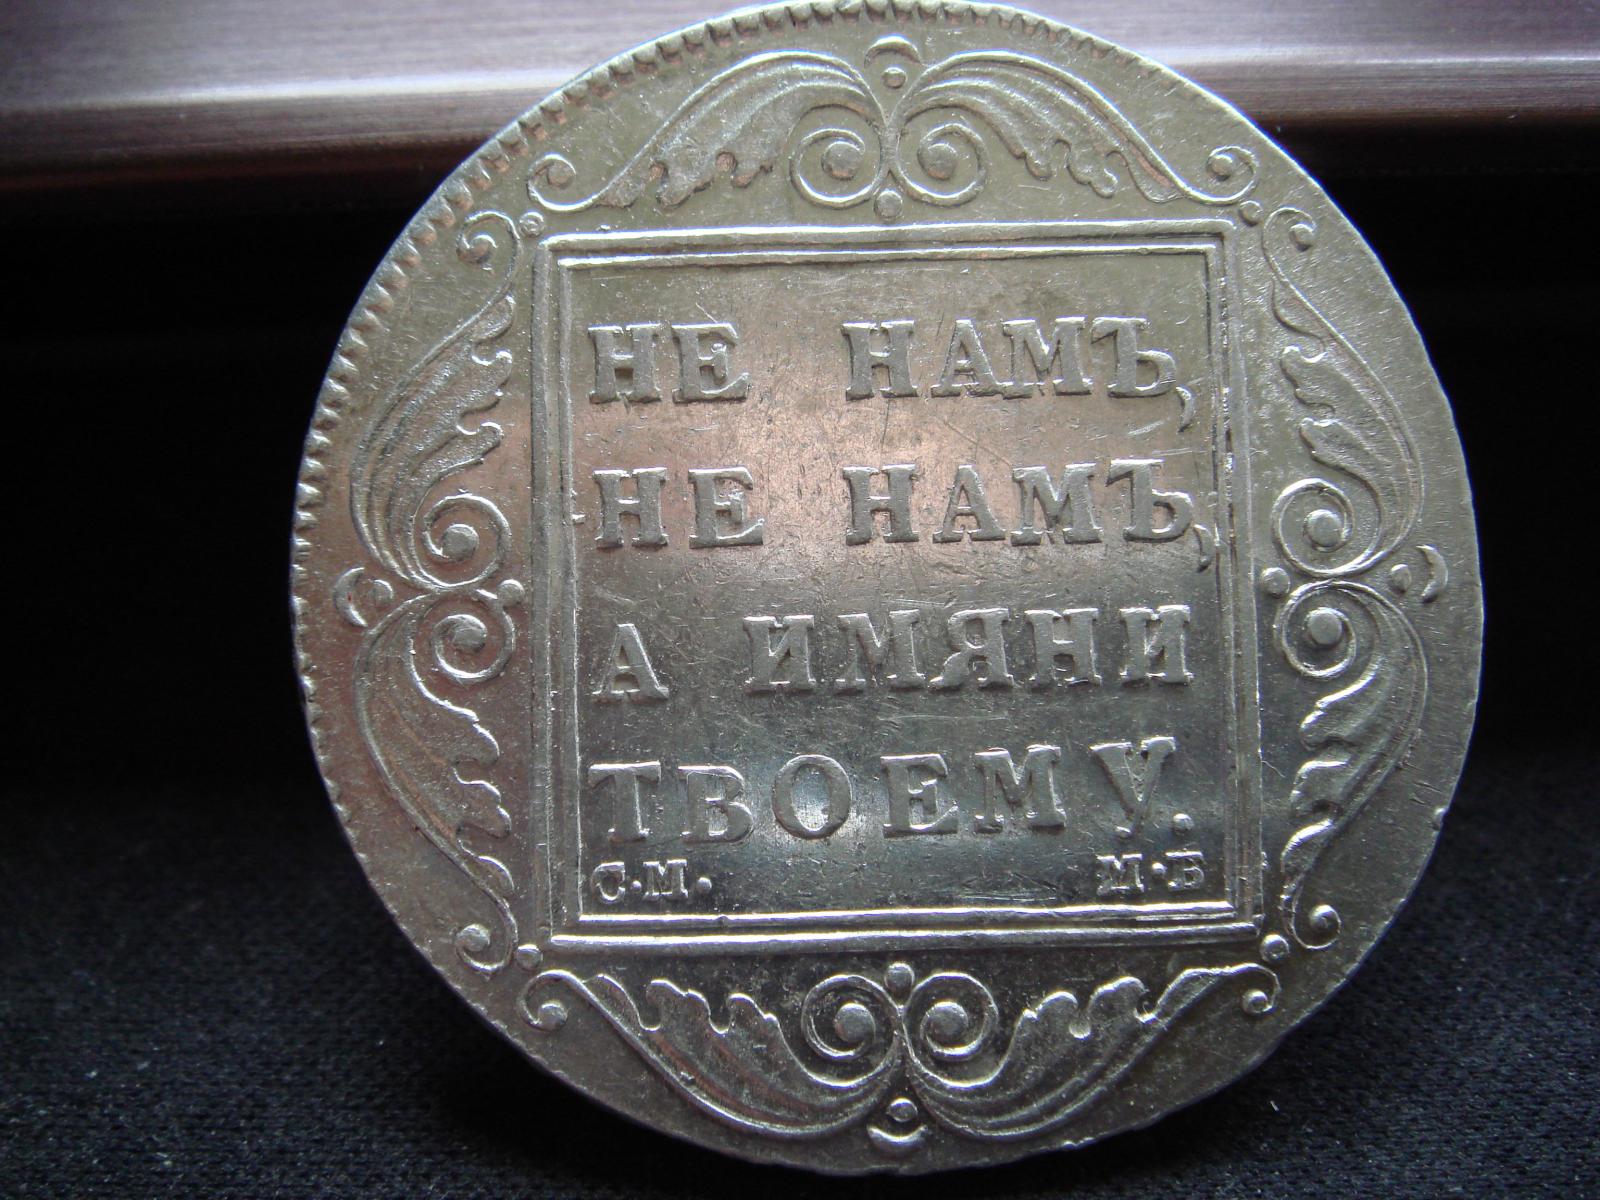 НЕ НАМЪ,
НЕ НАМЪ,
А ИМЯНИ
ТВОЕМУ.
С·М· М·Б